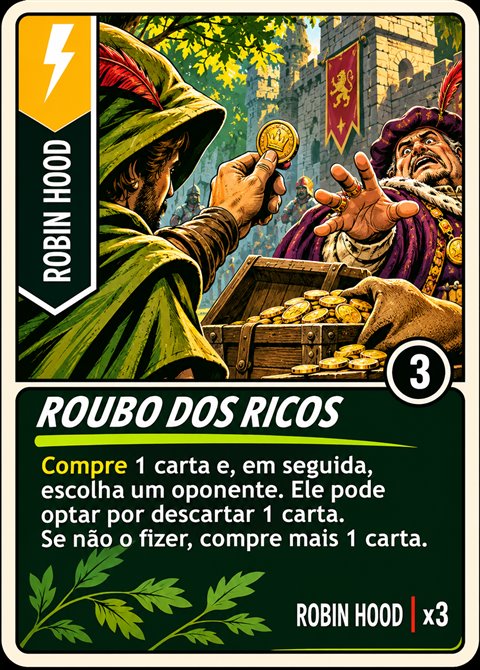 ROBIN HOOD
3
ROUBO DOS RICOS
Compre 1 carta e, em seguida,
escolha um oponente. Ele pode
optar por descartar 1 carta.
Se não o fizer, compre mais 1 carta.
ROBIN HOOD | x3